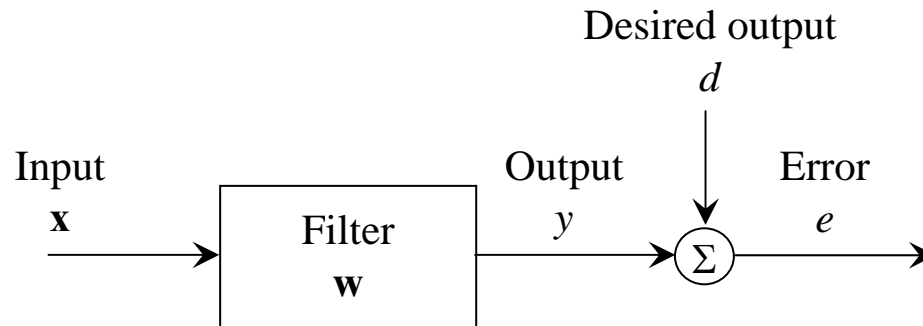 Desired output
d
Input
x
Filter
w
Output
y
Σ
Error
e